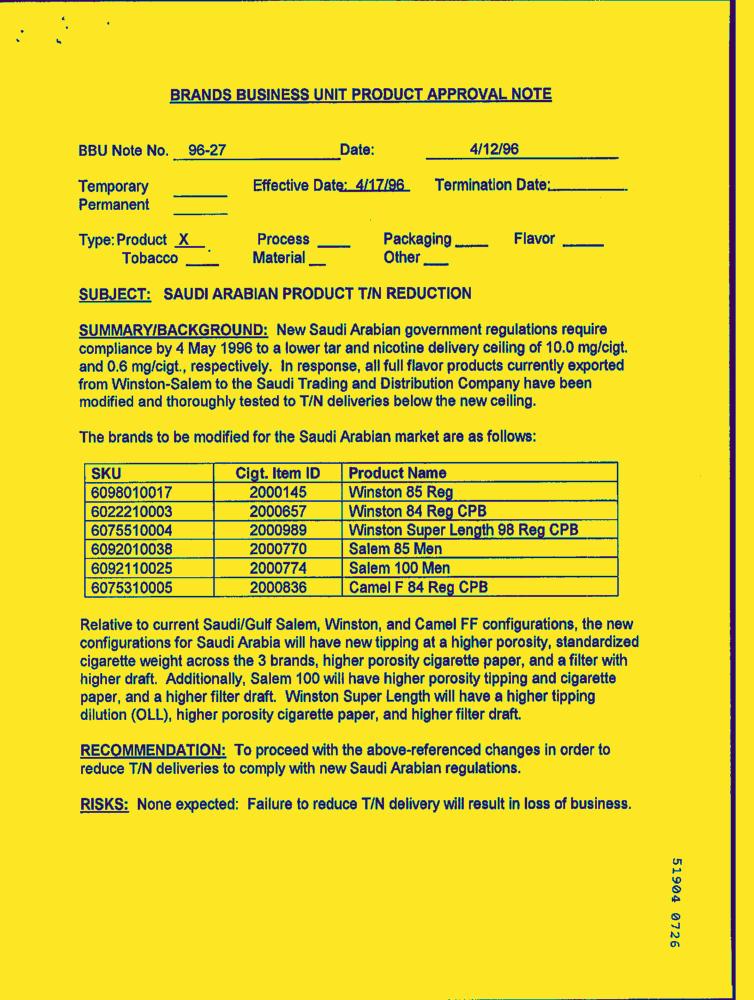 BRANDS BUSINESS UNIT PRODUCT APPROVAL NOTE
BBU Note No. 96-27 Date: 4/12/96
Temporary ____ Effective Date: 4/17/96 Termination Date:____
Permanent ____
Type: Product X Process ____ Packaging ____ Flavor ____
Tobacco ____ Material __ Other ___
SUBJECT: SAUDI ARABIAN PRODUCT T/N REDUCTION
SUMMARY/BACKGROUND: New Saudi Arabian government regulations require
compliance by 4 May 1996 to a lower tar and nicotine delivery ceiling of 10.0 mg/cigt.
and 0.6 mg/cigt., respectively. In response, all full flavor products currently exported
from Winston-Salem to the Saudi Trading and Distribution Company have been
modified and thoroughly tested to T/N deliveries below the new ceiling.
The brands to be modified for the Saudi Arabian market are as follows:
SKU Cigt. Item ID Product Name
6098010017 2000145 Winston 85 Reg
6022210003 2000657 Winston 84 Reg CPB
6075510004 2000989 Winston Super Length 98 Reg CPB
6092010038 2000770 Salem 85 Men
6092110025 2000774 Salem 100 Men
6075310005 2000836 Camel F 84 Reg CPB
Relative to current Saudi/Gulf Salem, Winston, and Camel FF configurations, the new
configurations for Saudi Arabia will have new tipping at a higher porosity, standardized
cigarette weight across the 3 brands, higher porosity cigarette paper, and a filter with
higher draft. Additionally, Salem 100 will have higher porosity tipping and cigarette
paper, and a higher filter draft. Winston Super Length will have a higher tipping
dilution (OLL), higher porosity cigarette paper, and higher filter draft.
RECOMMENDATION: To proceed with the above-referenced changes in order to
reduce T/N deliveries to comply with new Saudi Arabian regulations.
RISKS: None expected: Failure to reduce T/N delivery will result in loss of business.
51904 0726